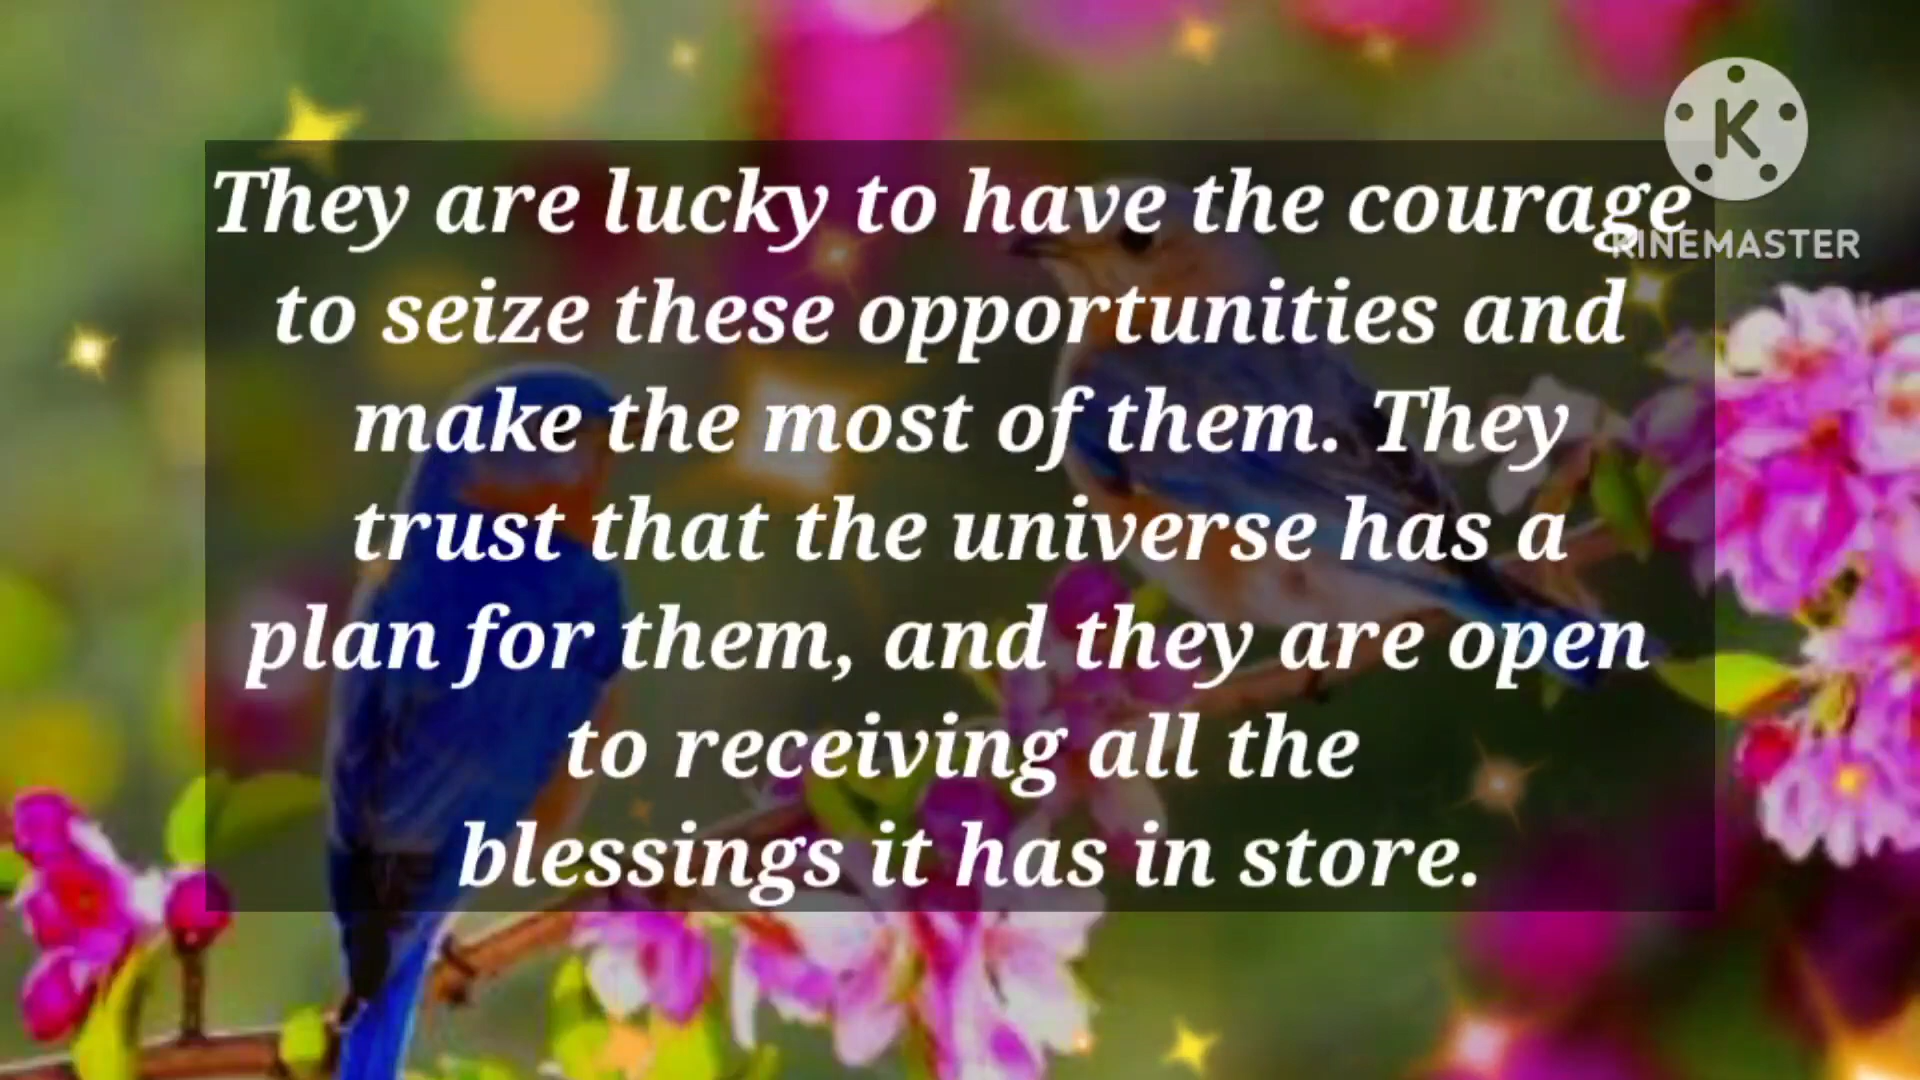 They are lucky to have the courage
to seize these opportunities and
make the most of them. They
trust that the universe has a
plan for them, and they are open
to receiving all the
blessings it has in store.
K
KINEMASTER